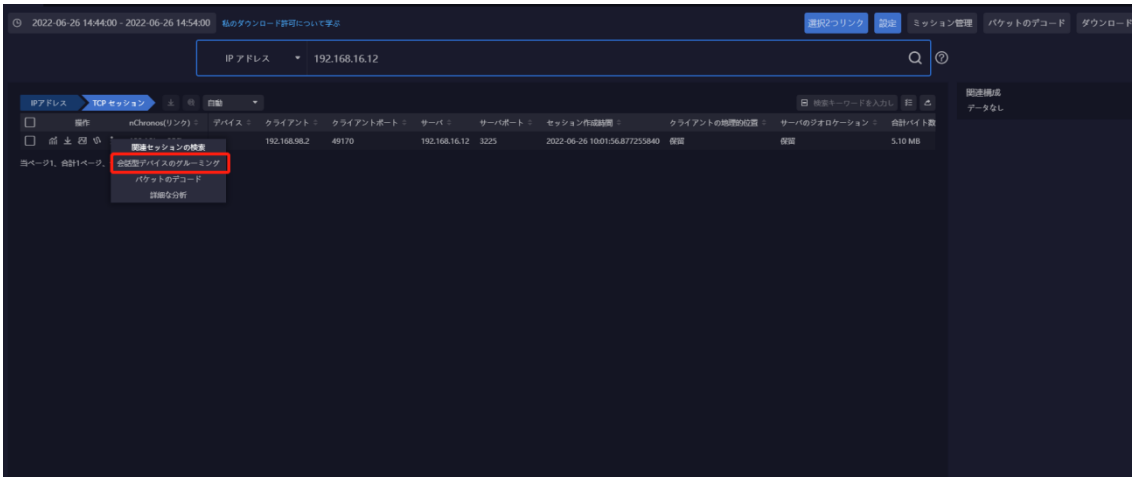 2022-06-26 14:44:00 - 2022-06-26 14:54:00 私のダウンロード許可について学ぶ 選択2つリンク 設定 ミッション管理 パケットのデコード ダウンロード
IP アドレス 192.168.16.12
IPアドレス TCP セッション 自動 検索キーワードを入力し
関連構成
データなし
操作 nChronos(リンク) デバイス クライアント クライアントポート サーバ サーバポート セッション作成時間 クライアントの地理的位置 サーバのジオロケーション 合計バイト数
192.168.98.2 49170 192.168.16.12 3225 2022-06-26 10:01:56.877255840 保留 保留 5.10 MB
関連セッションの検索
当ページ1、合計1ページ、
会話型デバイスのグルーミング
パケットのデコード
詳細な分析